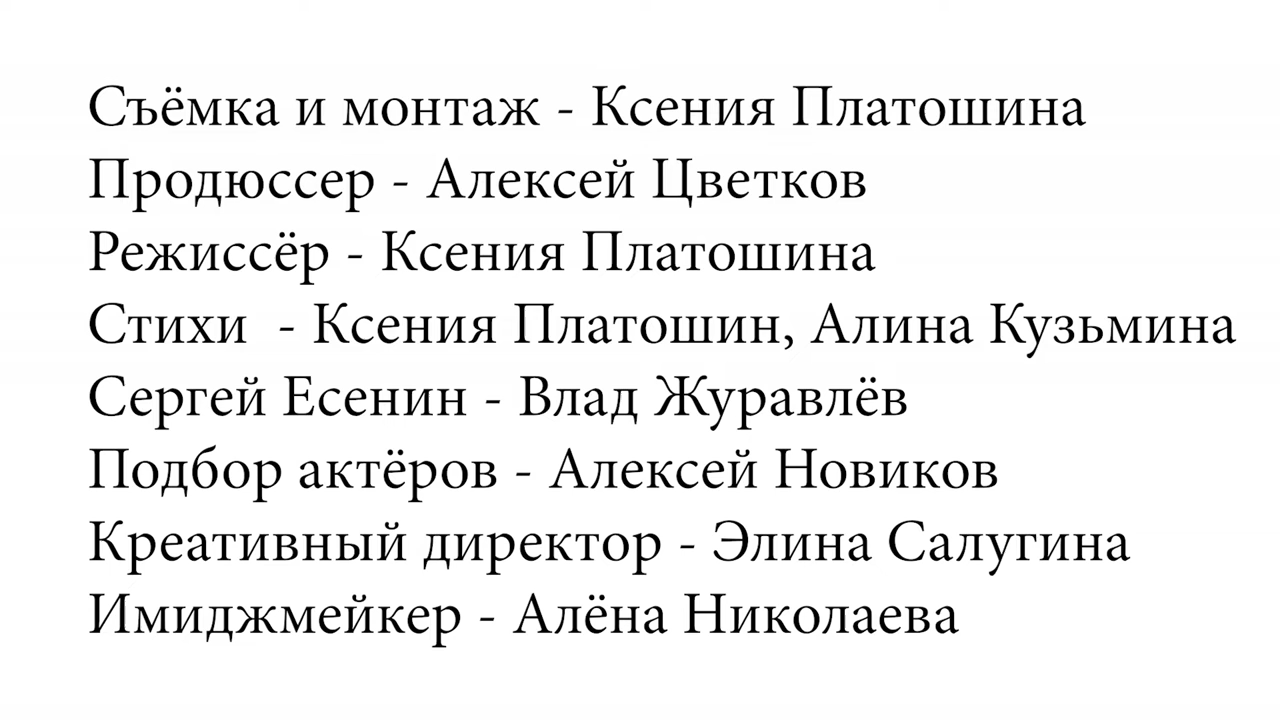 Съёмка и монтаж - Ксения Платошина
Продюссер - Алексей Цветков
Режиссёр - Ксения Платошина
Стихи  - Ксения Платошин, Алина Кузьмина
Сергей Есенин - Влад Журавлёв
Подбор актёров - Алексей Новиков
Креативный директор - Элина Салугина
Имиджмейкер - Алёна Николаева